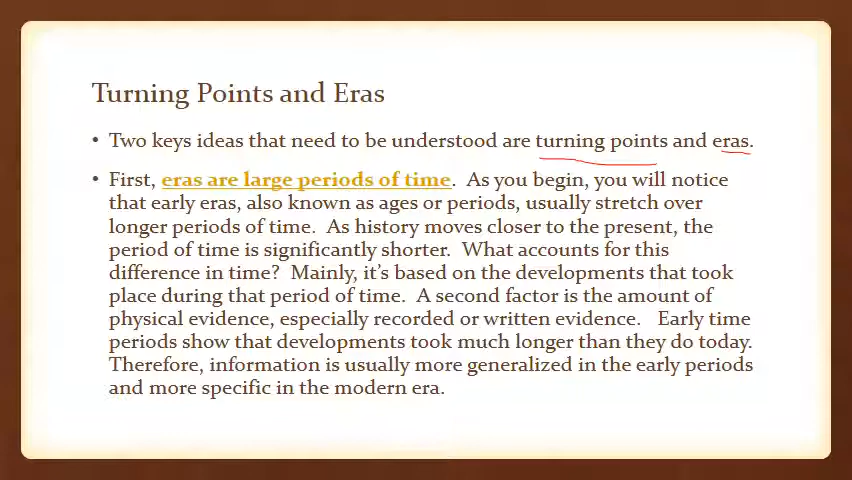 Turning Points and Eras
• Two keys ideas that need to be understood are turning points and eras.
• First, eras are large periods of time. As you begin, you will notice
that early eras, also known as ages or periods, usually stretch over
longer periods of time. As history moves closer to the present, the
period of time is significantly shorter. What accounts for this
difference in time? Mainly, it's based on the developments that took
place during that period of time. A second factor is the amount of
physical evidence, especially recorded or written evidence. Early time
periods show that developments took much longer than they do today.
Therefore, information is usually more generalized in the early periods
and more specific in the modern era.